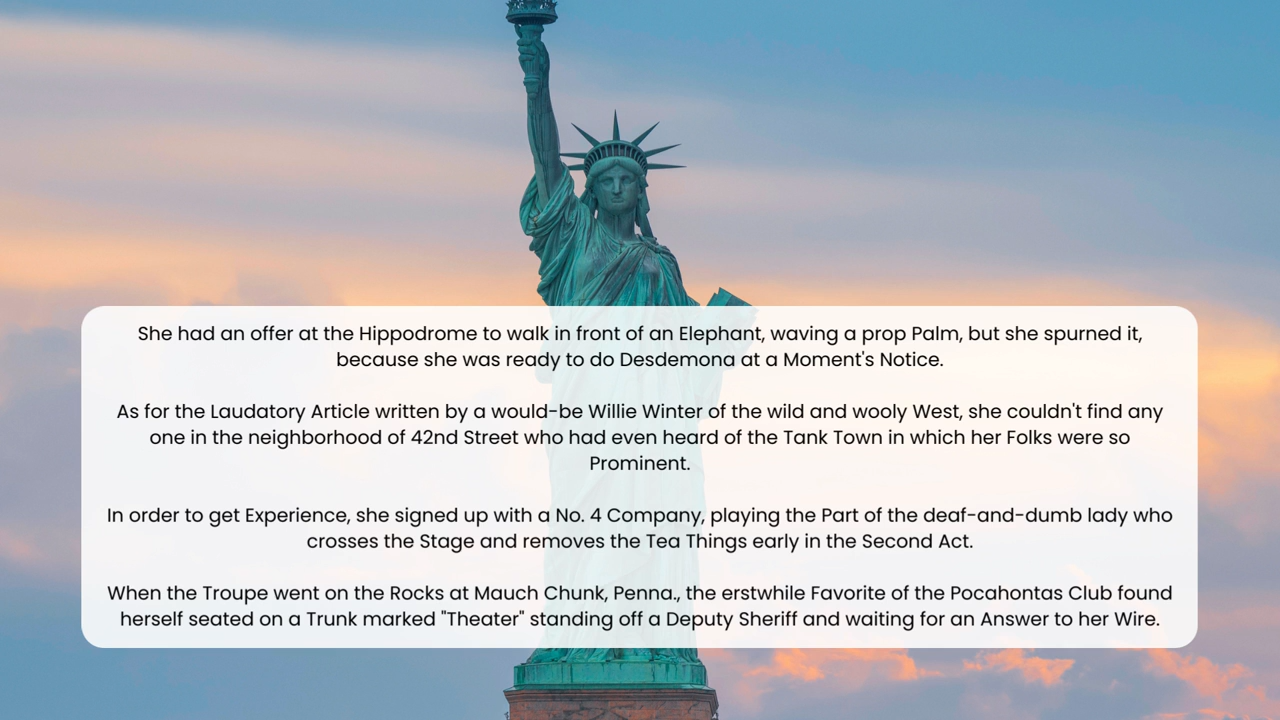 She had an offer at the Hippodrome to walk in front of an Elephant, waving a prop Palm, but she spurned it,
because she was ready to do Desdemona at a Moment's Notice.
As for the Laudatory Article written by a would-be Willie Winter of the wild and wooly West, she couldn't find any
one in the neighborhood of 42nd Street who had even heard of the Tank Town in which her Folks were so
Prominent.
In order to get Experience, she signed up with a No. 4 Company, playing the Part of the deaf-and-dumb lady who
crosses the Stage and removes the Tea Things early in the Second Act.
When the Troupe went on the Rocks at Mauch Chunk, Penna., the erstwhile Favorite of the Pocahontas Club found
herself seated on a Trunk marked "Theater" standing off a Deputy Sheriff and waiting for an Answer to her Wire.